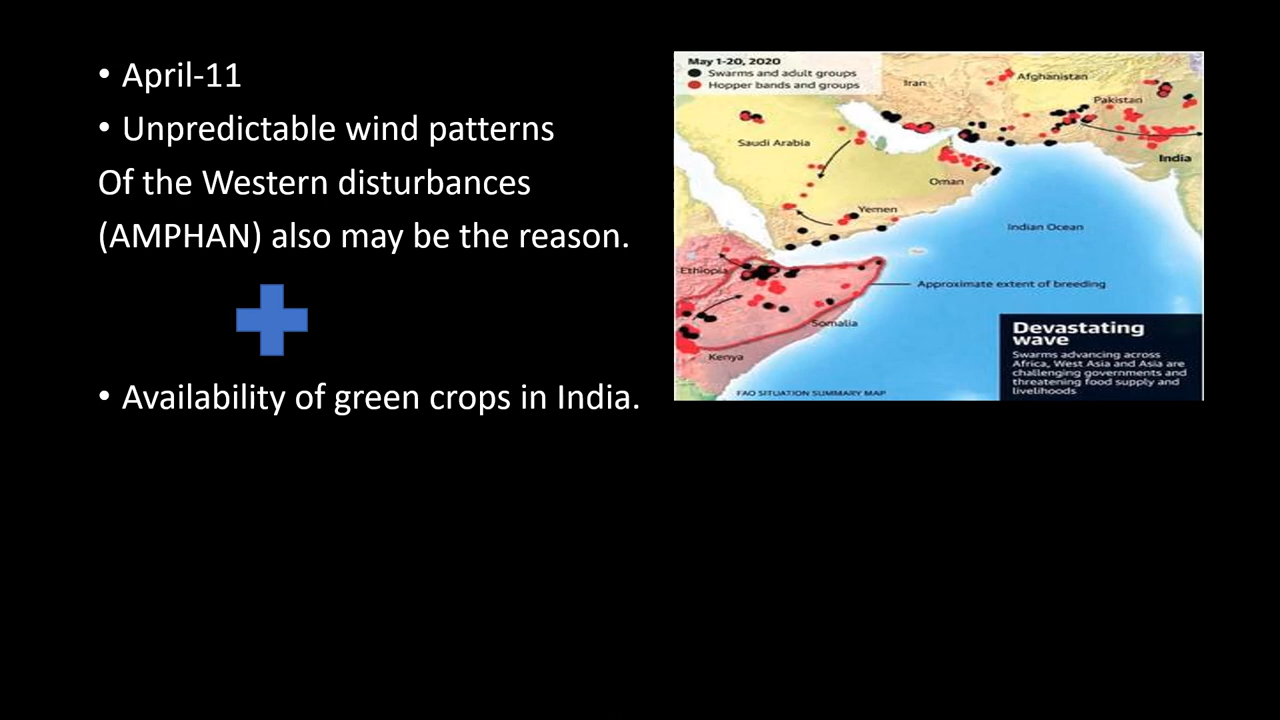 • April-11
• Unpredictable wind patterns
Of the Western disturbances
(AMPHAN) also may be the reason.
• Availability of green crops in India.
May 1-20, 2020
Swarms and adult groups
Hopper bands and groups
Iran
Afghanistan
Pakistan
Saudi Arabia
India
Oman
Yemen
Indian Ocean
Ethiopia
Approximate extent of breeding
Somalia
Kenya
Devastating
wave
Swarms advancing across
Africa, West Asia and Asia are
challenging governments and
threatening food supply and
livelihoods
FAO SITUATION SUMMARY MAP